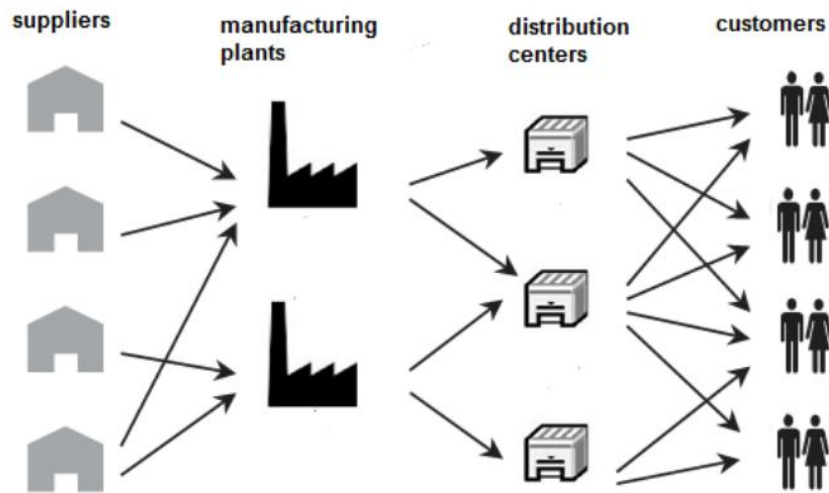 suppliers
manufacturing
plants
distribution
centers
customers